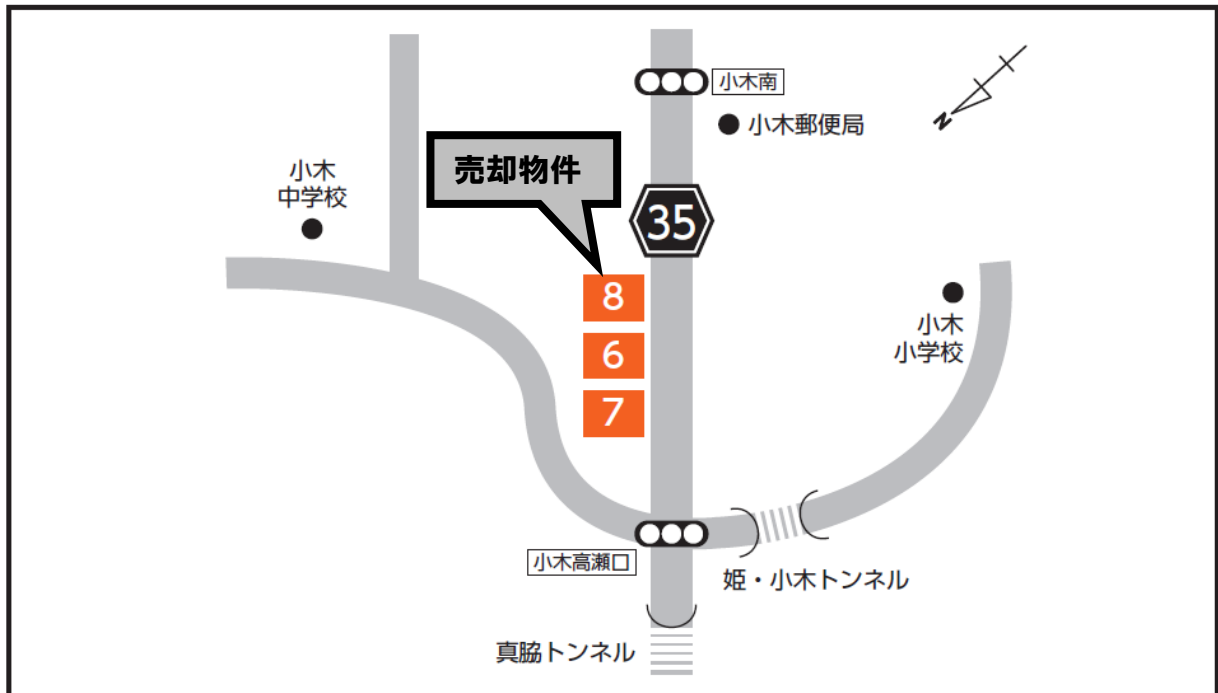 小木南
小木郵便局
N
売却物件
小木
中学校
35
8
6
7
小木
小学校
小木高瀬口
姫・小木トンネル
真脇トンネル